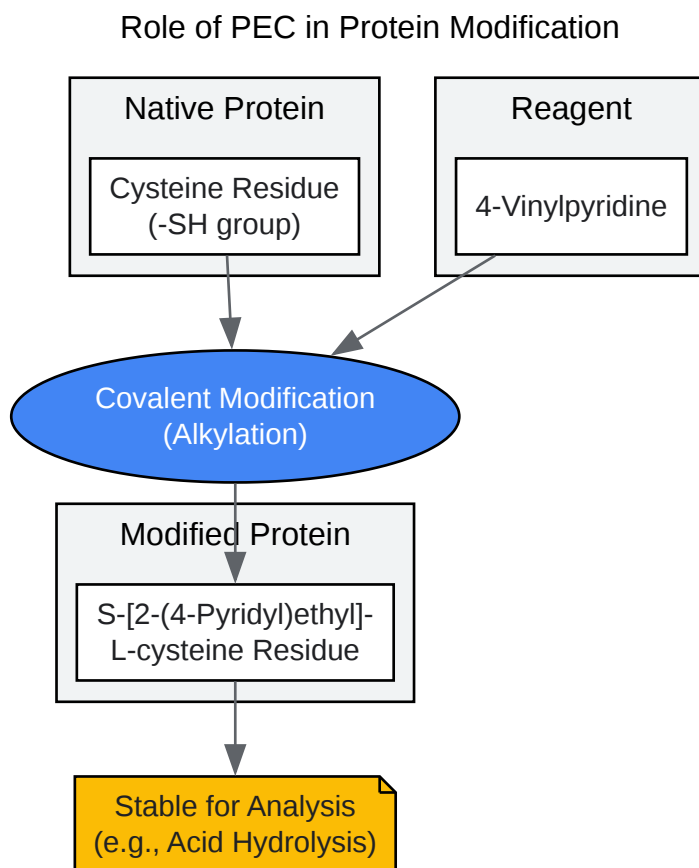 Role of PEC in Protein Modification
Native Protein
Reagent
Cysteine Residue
(-SH group)
4-Vinylpyridine
Covalent Modification
(Alkylation)
Modified Protein
S-[2-(4-Pyridyl)ethyl]-
L-cysteine Residue
Stable for Analysis
(e.g., Acid Hydrolysis)